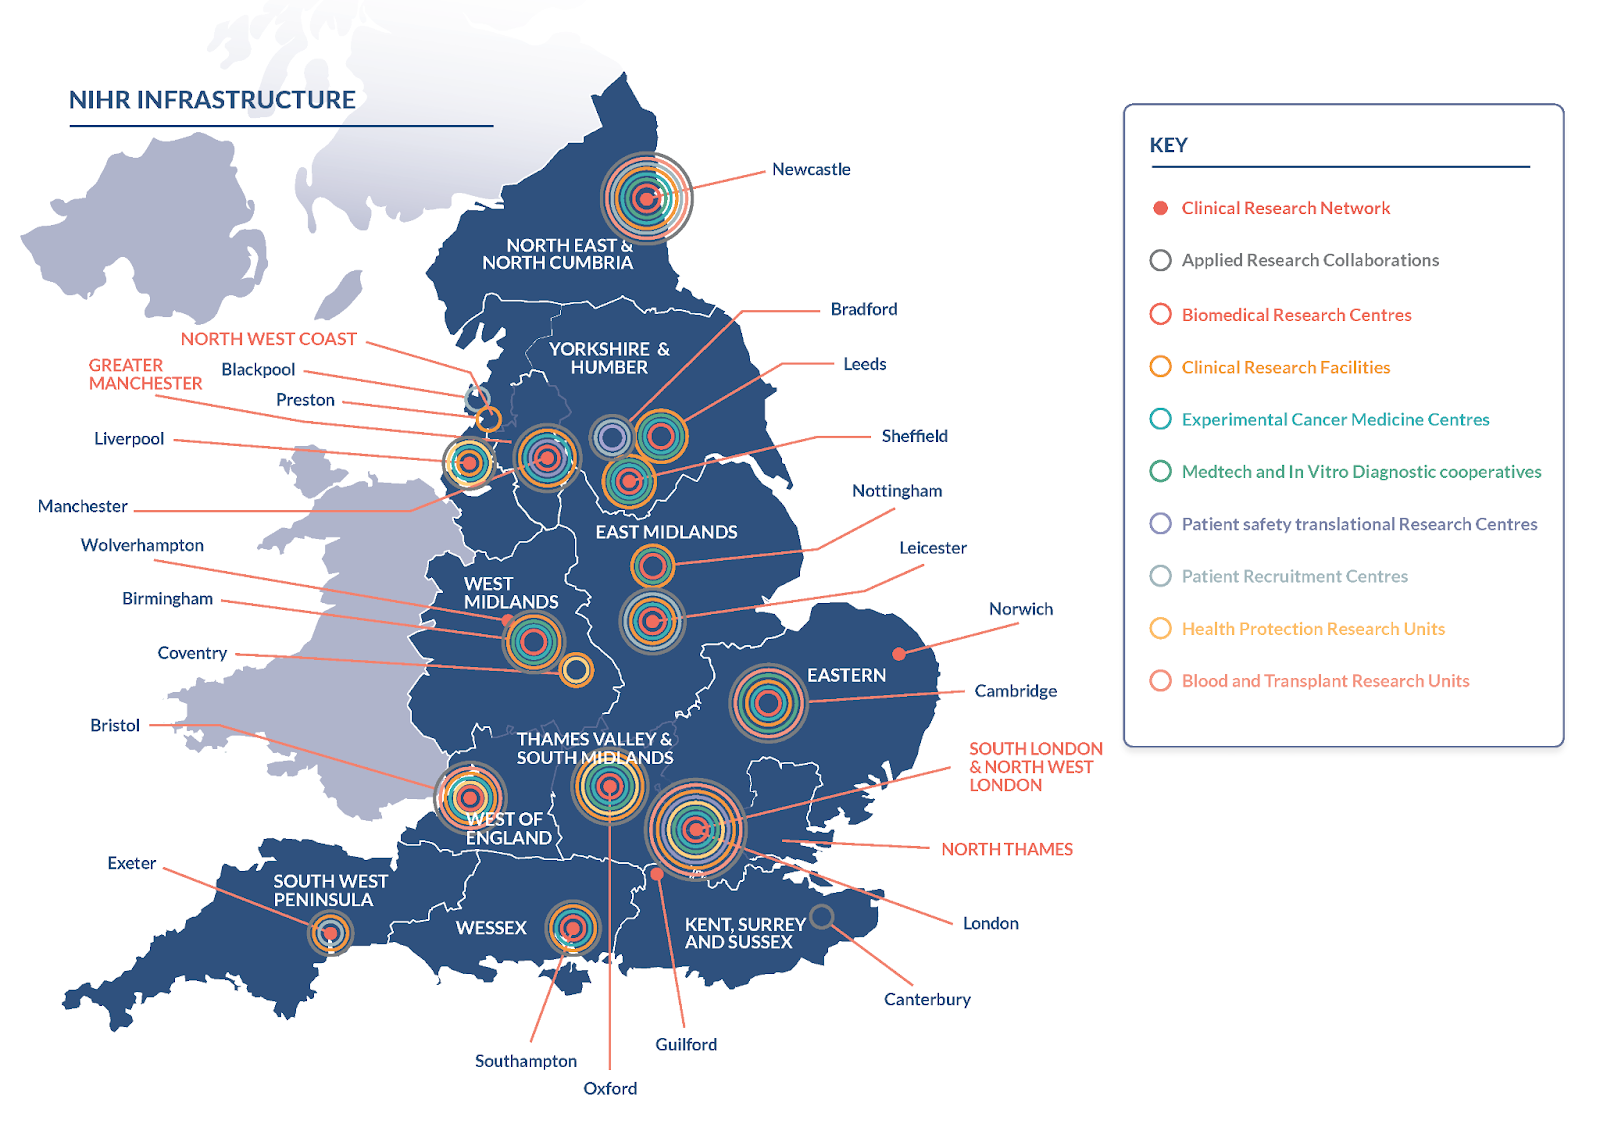 NIHR INFRASTRUCTURE
Newcastle
NORTH EAST &
NORTH CUMBRIA
Bradford
NORTH WEST COAST
YORKSHIRE &
HUMBER
GREATER
MANCHESTER
Blackpool
Leeds
Preston
Liverpool
Sheffield
Nottingham
Manchester
EAST MIDLANDS
Wolverhampton
Leicester
WEST
MIDLANDS
Birmingham
Norwich
Coventry
EASTERN
Cambridge
Bristol
THAMES VALLEY &
SOUTH MIDLANDS
SOUTH LONDON
& NORTH WEST
LONDON
WEST OF
ENGLAND
NORTH THAMES
Exeter
SOUTH WEST
PENINSULA
WESSEX
KENT, SURREY
AND SUSSEX
London
Canterbury
Guilford
Southampton
Oxford
KEY
Clinical Research Network
Applied Research Collaborations
Biomedical Research Centres
Clinical Research Facilities
Experimental Cancer Medicine Centres
Medtech and In Vitro Diagnostic cooperatives
Patient safety translational Research Centres
Patient Recruitment Centres
Health Protection Research Units
Blood and Transplant Research Units